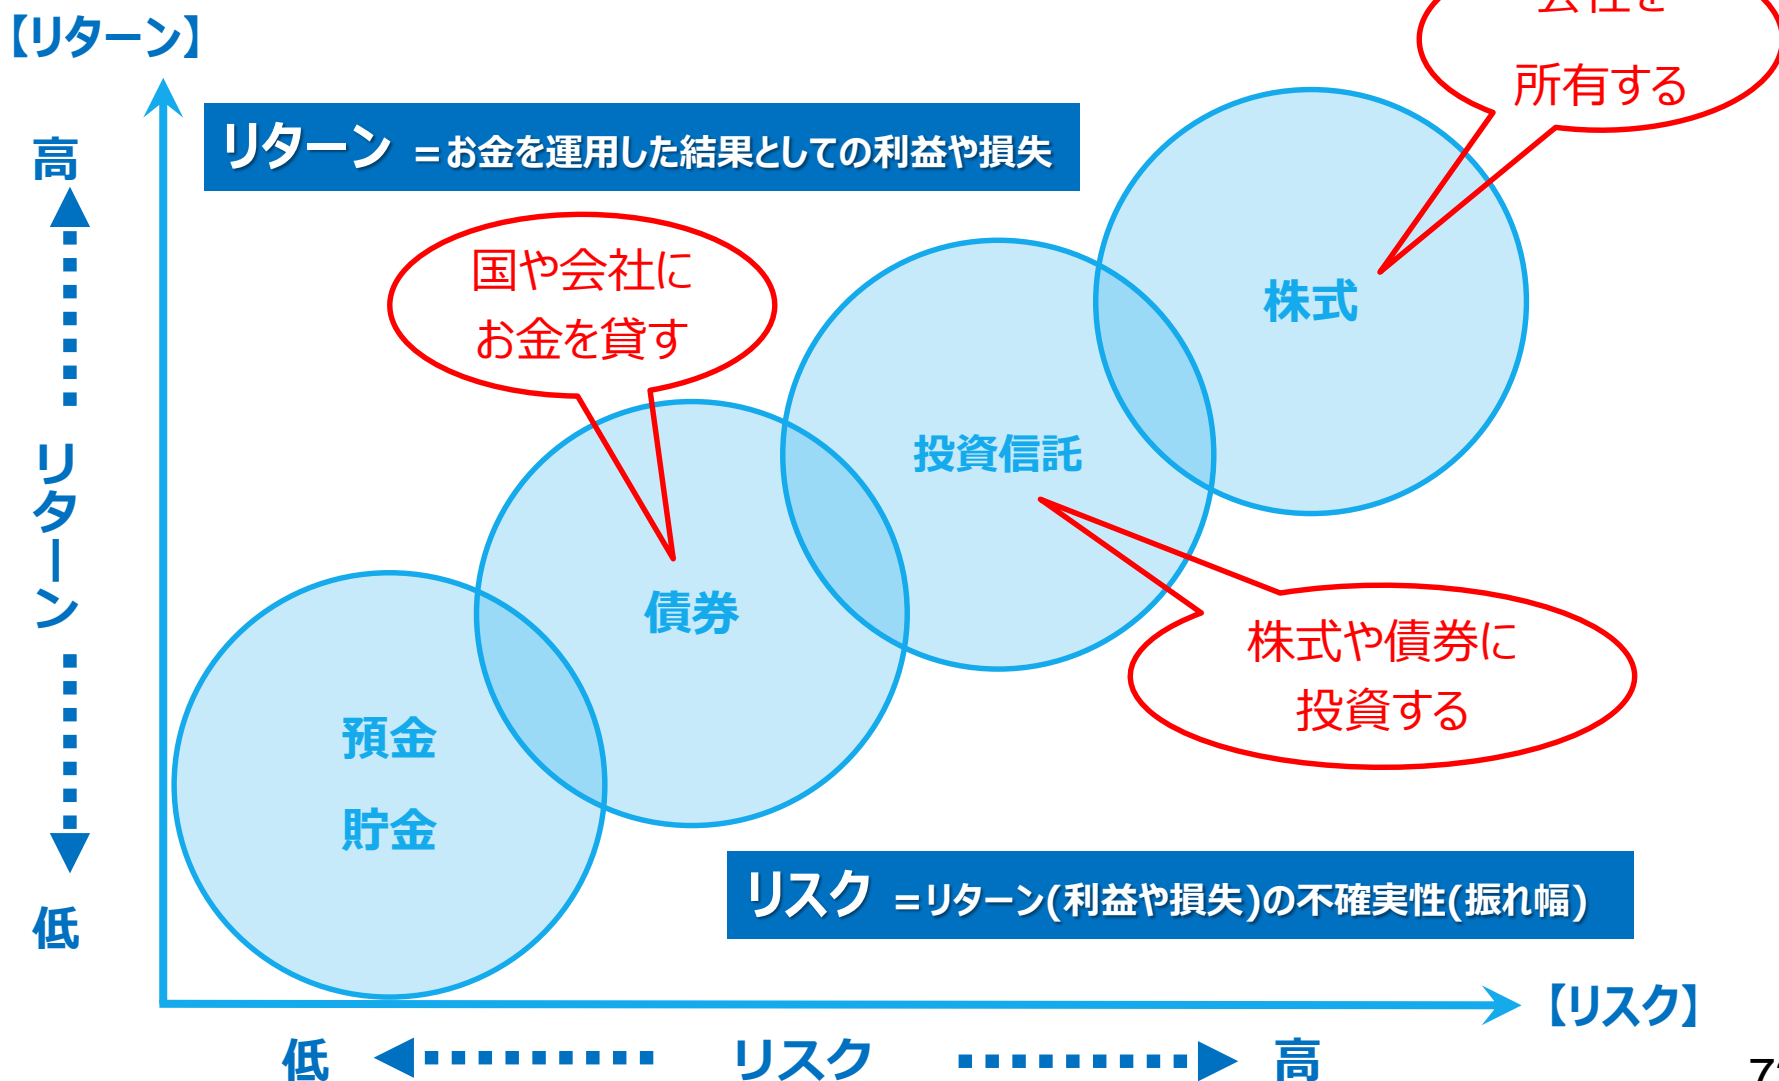 【リターン】
会社を
所有する
高
リターン =お金を運用した結果としての利益や損失
国や会社に
お金を貸す
株式
投資信託
リターン
債券
株式や債券に
投資する
預金
貯金
リスク =リターン(利益や損失)の不確実性(振れ幅)
低
【リスク】
低
リスク
高